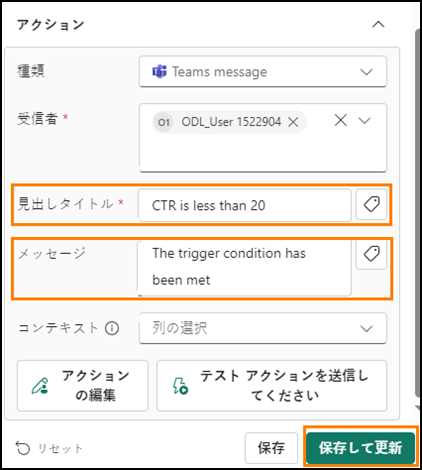 アクション
種類
Teams message
受信者 *
O1 ODL_User 1522904
見出しタイトル *
CTR is less than 20
メッセージ
The trigger condition has
been met
コンテキスト
列の選択
アクション
の編集
テスト アクションを送信し
てください
リセット
保存
保存して更新